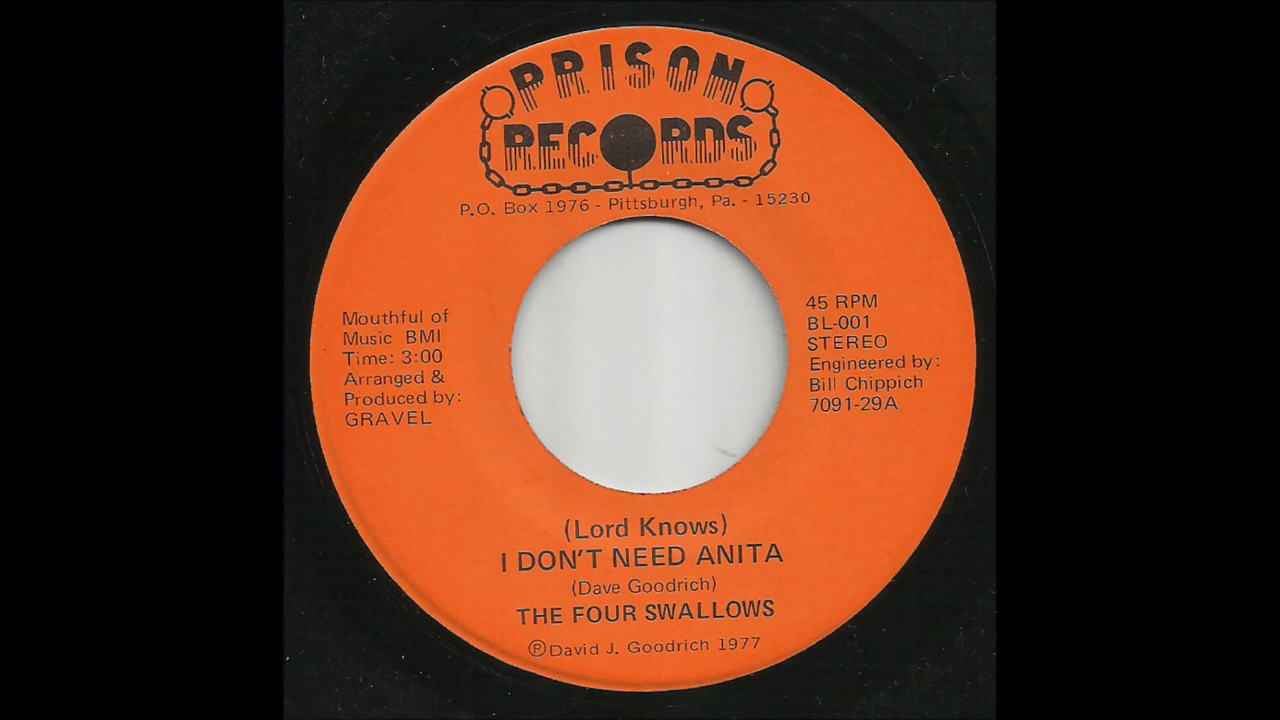 PRISON
RECORDS
P.O. Box 1976 - Pittsburgh, Pa. - 15230
Mouthful of
Music BMI
Time: 3:00
Arranged &
Produced by:
GRAVEL
45 RPM
BL-001
STEREO
Engineered by:
Bill Chippich
7091-29A
(Lord Knows)
I DON'T NEED ANITA
(Dave Goodrich)
THE FOUR SWALLOWS
Ⓟ David J. Goodrich 1977